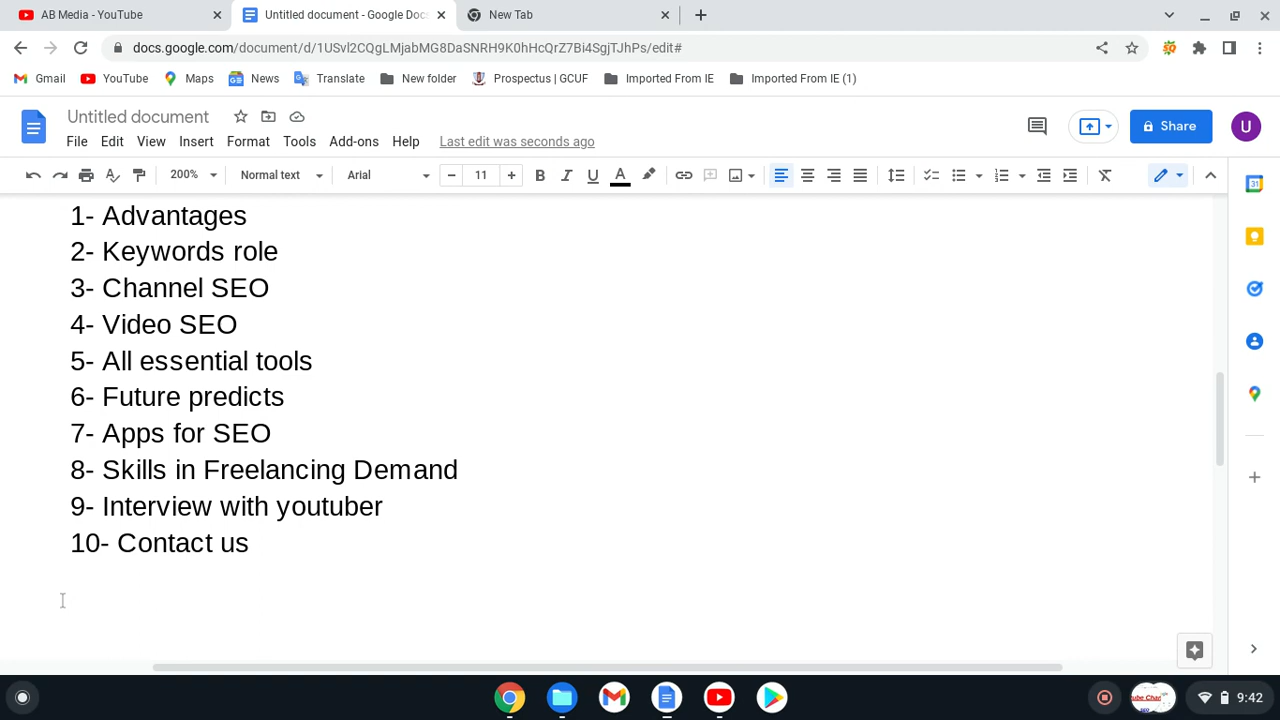 AB Media - YouTube
Untitled document - Google Docs
New Tab
docs.google.com/document/d/1USvl2CQgLMjabMG8DaSNRH9K0hHcQrZ7Bi4SgjTJhPs/edit#
Gmail YouTube Maps News Translate New folder Prospectus | GCUF Imported From IE Imported From IE (1)
Untitled document
File Edit View Insert Format Tools Add-ons Help Last edit was seconds ago
Share
U
200% Normal text Arial 11
1- Advantages
2- Keywords role
3- Channel SEO
4- Video SEO
5- All essential tools
6- Future predicts
7- Apps for SEO
8- Skills in Freelancing Demand
9- Interview with youtuber
10- Contact us
9:42